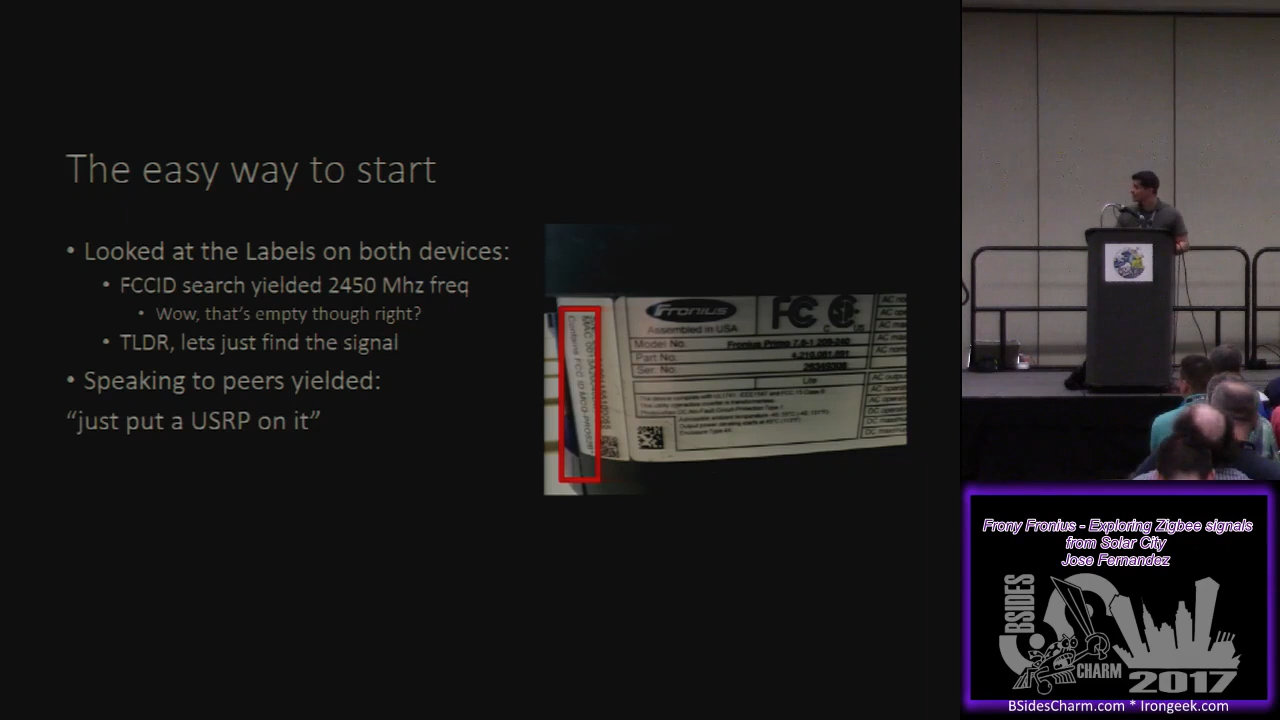 The easy way to start
• Looked at the Labels on both devices:
• FCCID search yielded 2450 Mhz freq
• Wow, that's empty though right?
• TLDR, lets just find the signal
• Speaking to peers yielded:
"just put a USRP on it"
Fronius
Assembled in USA
FC
Model No.
Part No.
Ser. No.
Lite
Frony Fronius - Exploring Zigbee signals
from Solar City
Jose Fernandez
BSIDES
CHARM
2017
BSidesCharm.com * Irongeek.com